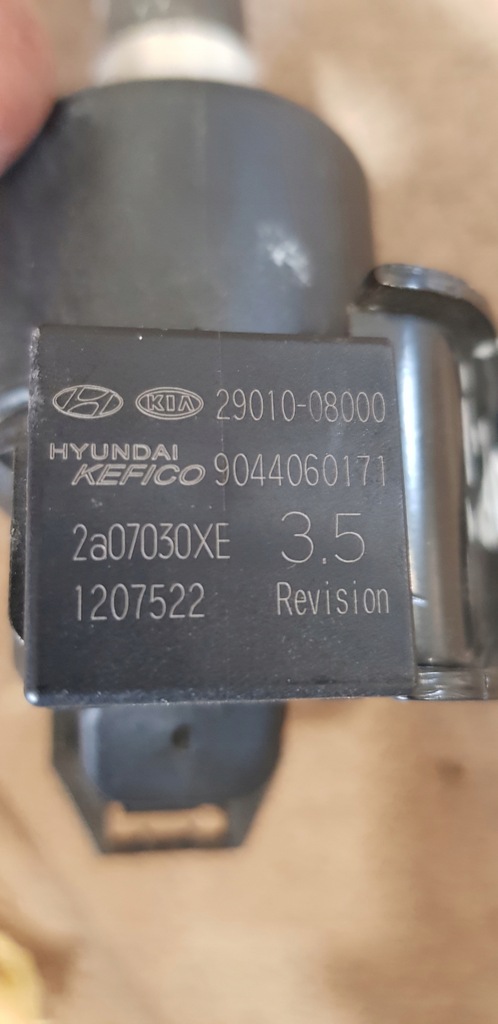 KIA 29010-08000
HYUNDAI
KEFICO 9044060171
2a07030XE 3.5
1207522 Revision